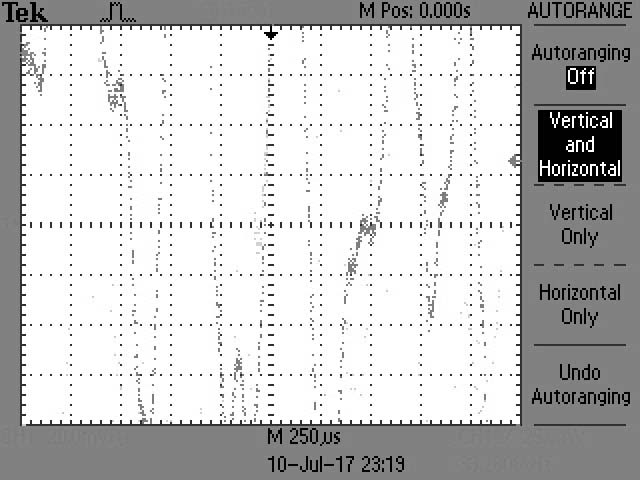 Tek
M Pos: 0.000s
AUTORANGE
Autoranging
Off
Vertical
and
Horizontal
Vertical
Only
Horizontal
Only
Undo
Autoranging
M 250µs
10-Jul-17 23:19